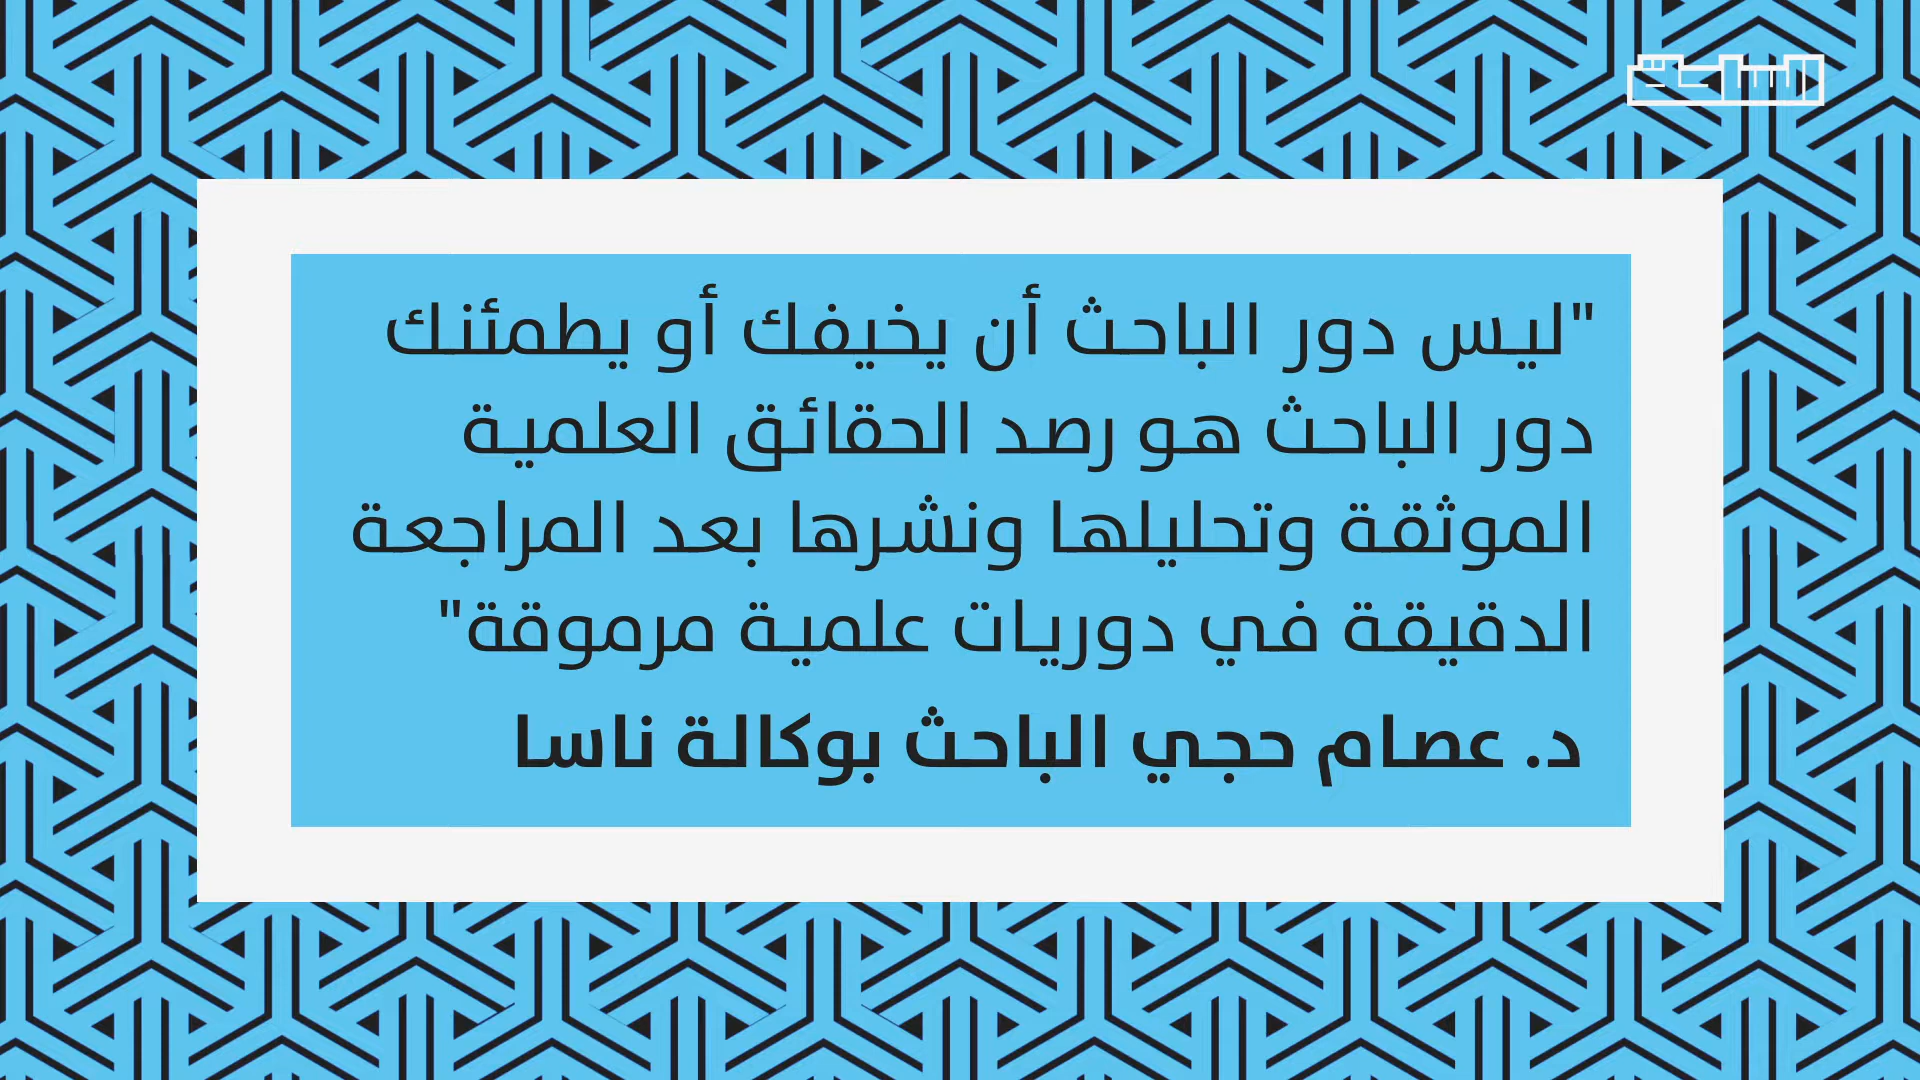 "ليس دور الباحث أن يخيفك أو يطمئنك
دور الباحث هو رصد الحقائق العلمية
الموثقة وتحليلها ونشرها بعد المراجعة
الدقيقة في دوريات علمية مرموقة"
د. عصام حجي الباحث بوكالة ناسا